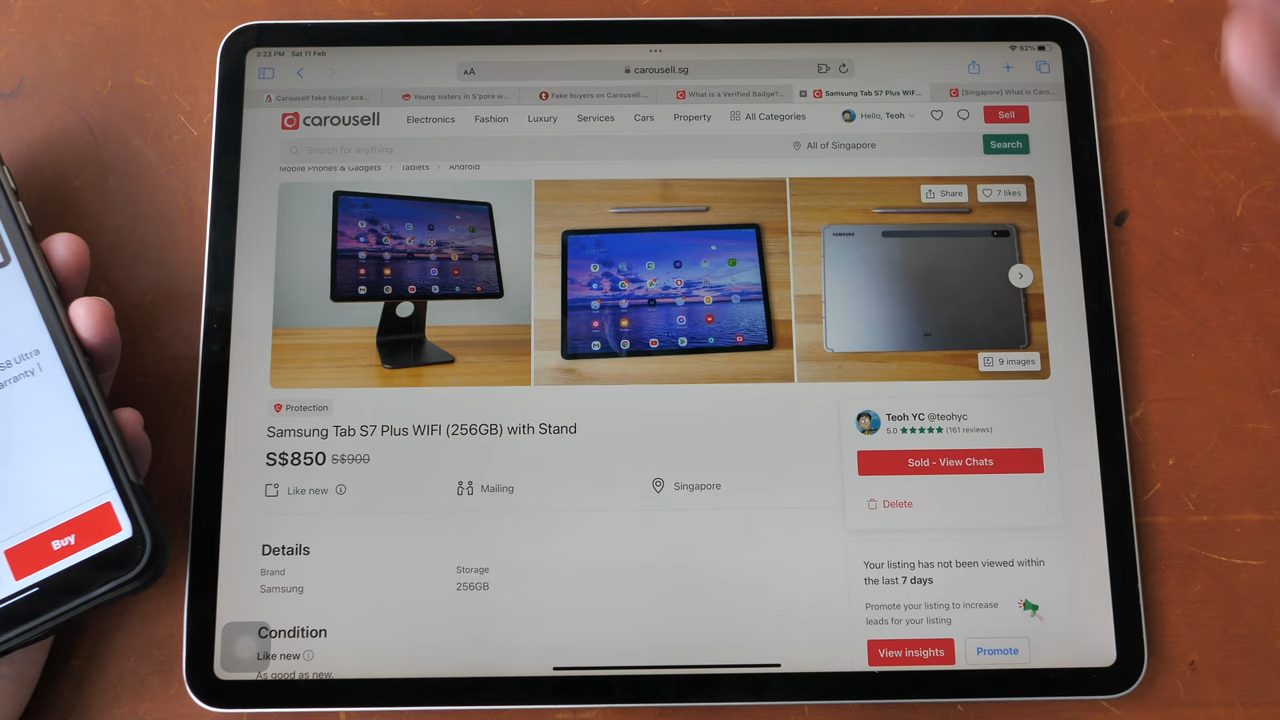 3:23 PM Sat 11 Feb
62%
AA
carousell.sg
Carousell fake buyer sca...
Young sisters in S'pore w...
Fake buyers on Carousell:...
What is a Verified Badge?...
Samsung Tab S7 Plus WIF...
[Singapore] What is Caro...
carousell
Electronics Fashion Luxury Services Cars Property All Categories
Hello, Teoh
Sell
Search for anything
All of Singapore
Search
Mobile Phones & Gadgets Tablets Android
Share
7 likes
SAMSUNG
9 images
Protection
Samsung Tab S7 Plus WIFI (256GB) with Stand
S$850 S$900
Like new
Mailing
Singapore
Teoh YC @teohyc
5.0 (161 reviews)
Sold - View Chats
Delete
Details
Brand
Samsung
Storage
256GB
Condition
Like new
As good as new.
Your listing has not been viewed within
the last 7 days
Promote your listing to increase
leads for your listing
View insights
Promote
S8 Ultra
arranty |
Buy